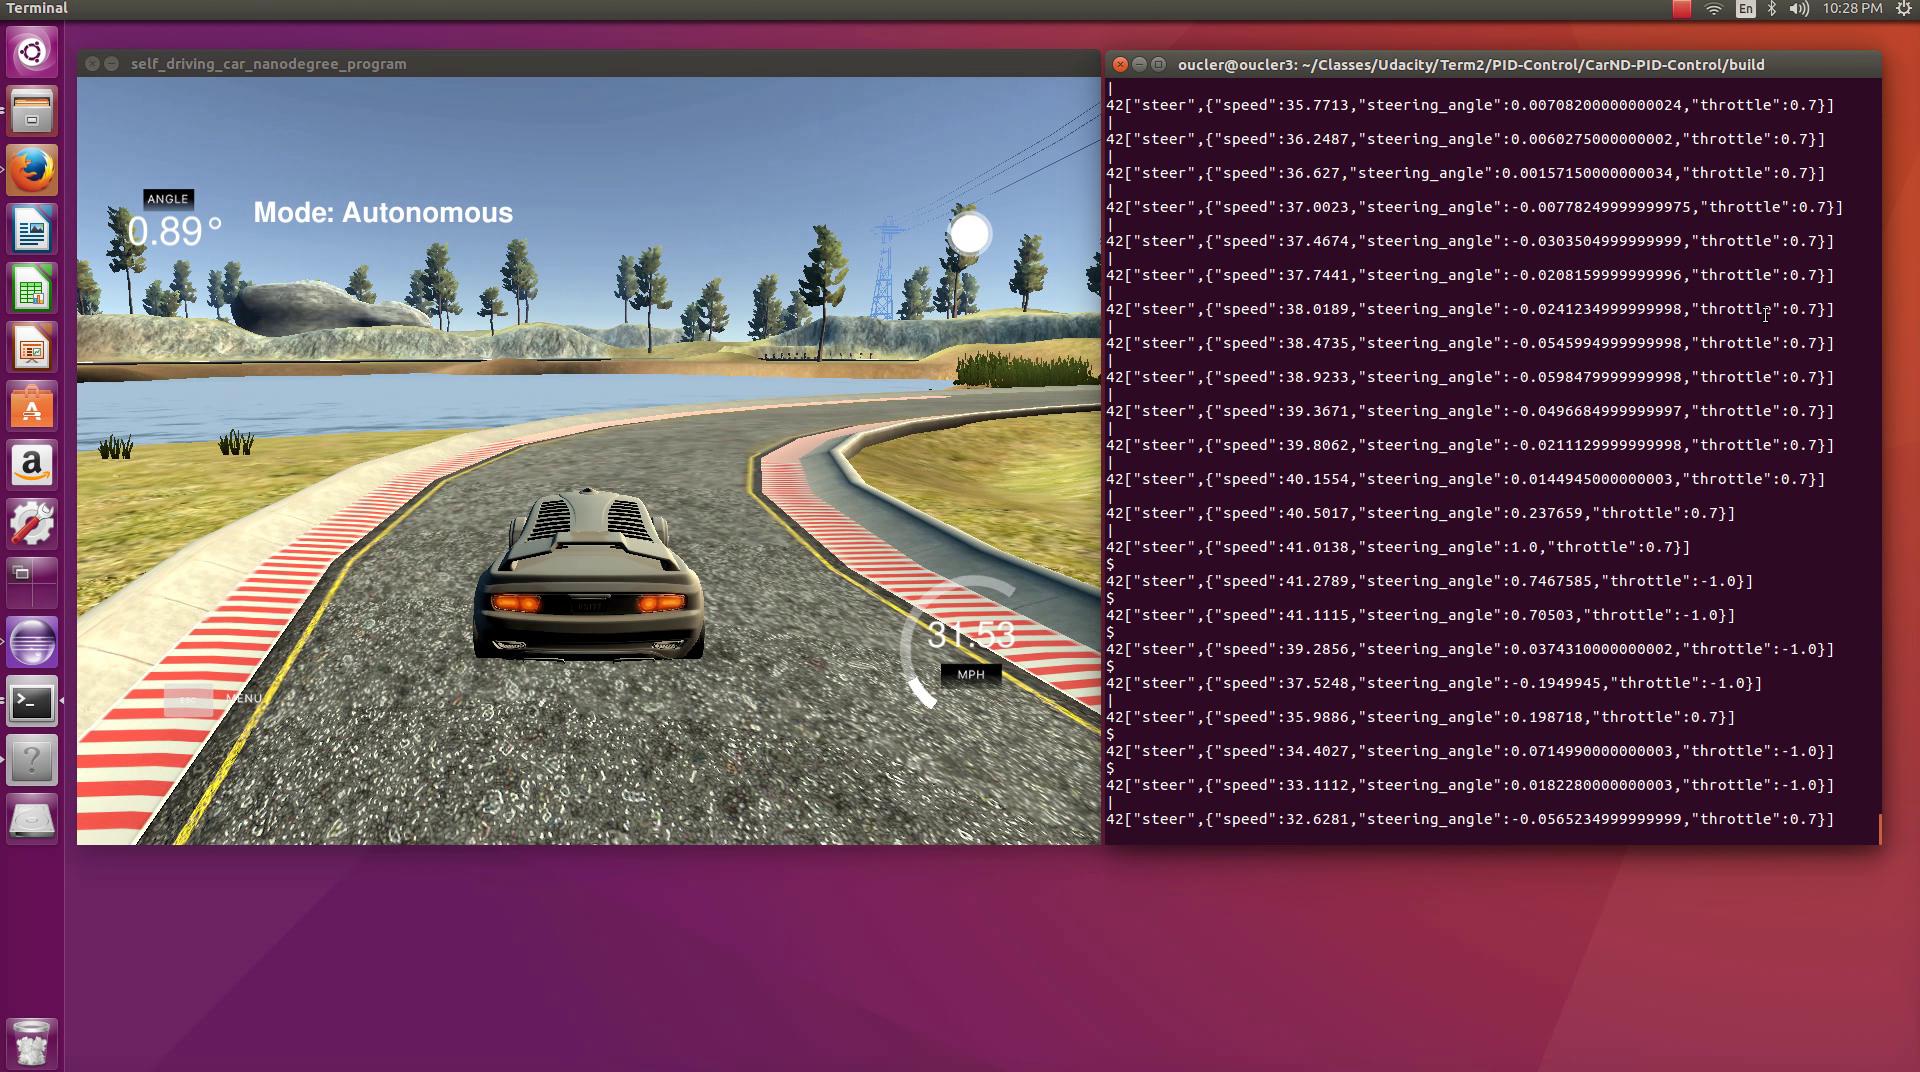 Terminal
En
10:28 PM
self_driving_car_nanodegree_program
ANGLE
0.89°
Mode: Autonomous
31.53
MPH
ESC
MENU
a
>_
?
oucler@oucler3: ~/Classes/Udacity/Term2/PID-Control/CarND-PID-Control/build
|
42["steer",{"speed":35.7713,"steering_angle":0.00708200000000024,"throttle":0.7}]
|
42["steer",{"speed":36.2487,"steering_angle":0.0060275000000002,"throttle":0.7}]
|
42["steer",{"speed":36.627,"steering_angle":0.00157150000000034,"throttle":0.7}]
|
42["steer",{"speed":37.0023,"steering_angle":-0.00778249999999975,"throttle":0.7}]
|
42["steer",{"speed":37.4674,"steering_angle":-0.0303504999999999,"throttle":0.7}]
|
42["steer",{"speed":37.7441,"steering_angle":-0.0208159999999996,"throttle":0.7}]
|
42["steer",{"speed":38.0189,"steering_angle":-0.0241234999999998,"throttle":0.7}]
|
42["steer",{"speed":38.4735,"steering_angle":-0.0545994999999998,"throttle":0.7}]
|
42["steer",{"speed":38.9233,"steering_angle":-0.0598479999999998,"throttle":0.7}]
|
42["steer",{"speed":39.3671,"steering_angle":-0.0496684999999997,"throttle":0.7}]
|
42["steer",{"speed":39.8062,"steering_angle":-0.0211129999999998,"throttle":0.7}]
|
42["steer",{"speed":40.1554,"steering_angle":0.0144945000000003,"throttle":0.7}]
|
42["steer",{"speed":40.5017,"steering_angle":0.237659,"throttle":0.7}]
|
42["steer",{"speed":41.0138,"steering_angle":1.0,"throttle":0.7}]
$
42["steer",{"speed":41.2789,"steering_angle":0.7467585,"throttle":-1.0}]
$
42["steer",{"speed":41.1115,"steering_angle":0.70503,"throttle":-1.0}]
$
42["steer",{"speed":39.2856,"steering_angle":0.0374310000000002,"throttle":-1.0}]
$
42["steer",{"speed":37.5248,"steering_angle":-0.1949945,"throttle":-1.0}]
|
42["steer",{"speed":35.9886,"steering_angle":0.198718,"throttle":0.7}]
$
42["steer",{"speed":34.4027,"steering_angle":0.0714990000000003,"throttle":-1.0}]
$
42["steer",{"speed":33.1112,"steering_angle":0.0182280000000003,"throttle":-1.0}]
|
42["steer",{"speed":32.6281,"steering_angle":-0.0565234999999999,"throttle":0.7}]